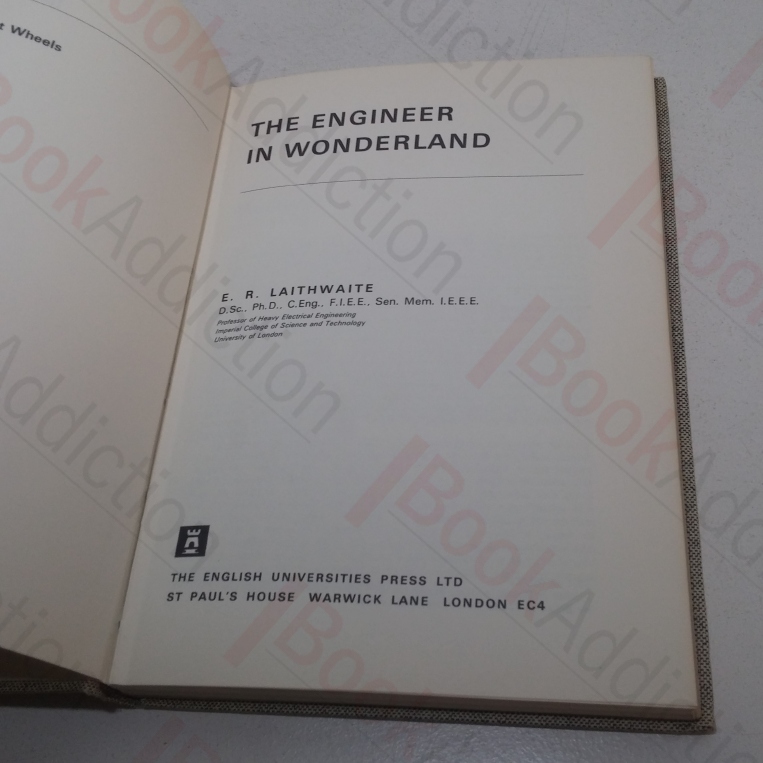 t Wheels
THE ENGINEER
IN WONDERLAND
E. R. LAITHWAITE
D.Sc., Ph.D., C.Eng., F.I.E.E., Sen. Mem. I.E.E.E.
Professor of Heavy Electrical Engineering
Imperial College of Science and Technology
University of London
THE ENGLISH UNIVERSITIES PRESS LTD
ST PAUL'S HOUSE WARWICK LANE LONDON EC4
BookAddiction